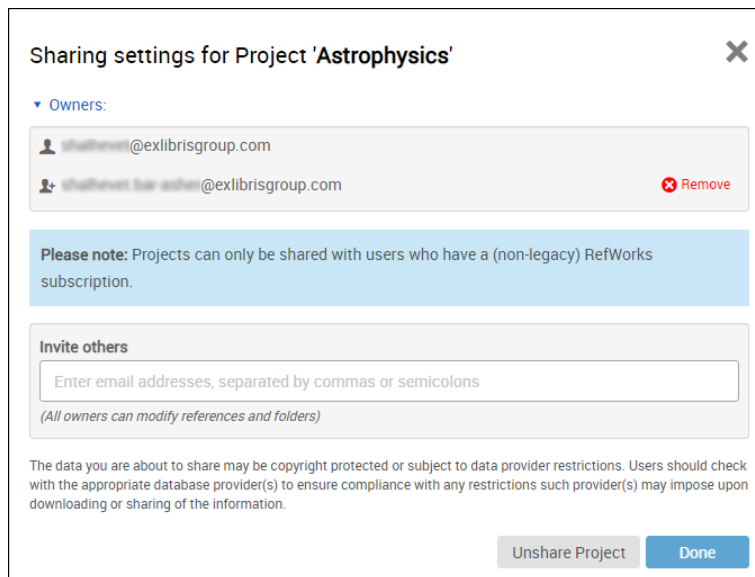 Sharing settings for Project 'Astrophysics'
Owners:
@exlibrisgroup.com
@exlibrisgroup.com Remove
Please note: Projects can only be shared with users who have a (non-legacy) RefWorks
subscription.
Invite others
Enter email addresses, separated by commas or semicolons
(All owners can modify references and folders)
The data you are about to share may be copyright protected or subject to data provider restrictions. Users should check
with the appropriate database provider(s) to ensure compliance with any restrictions such provider(s) may impose upon
downloading or sharing of the information.
Unshare Project Done